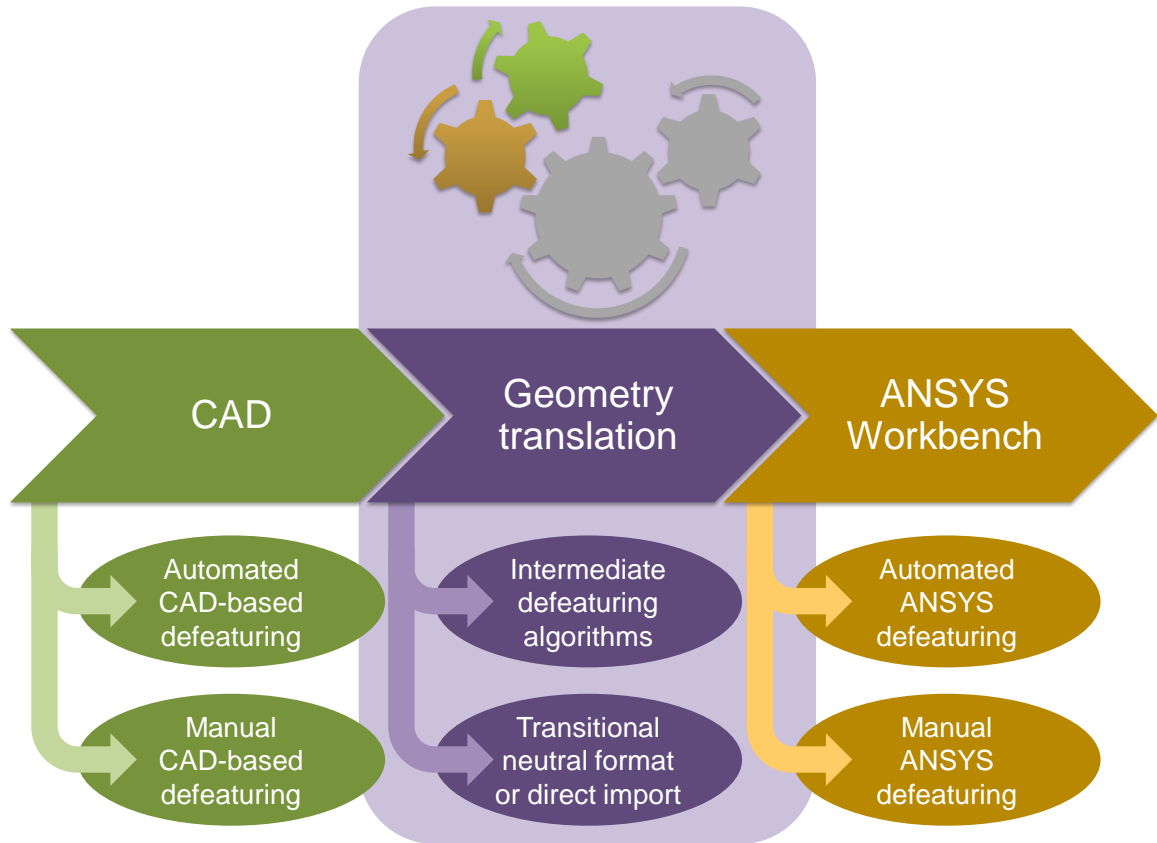 CAD
Geometry
translation
ANSYS
Workbench
Automated
CAD-based
defeaturing
Intermediate
defeaturing
algorithms
Automated
ANSYS
defeaturing
Manual
CAD-based
defeaturing
Transitional
neutral format
or direct import
Manual
ANSYS
defeaturing